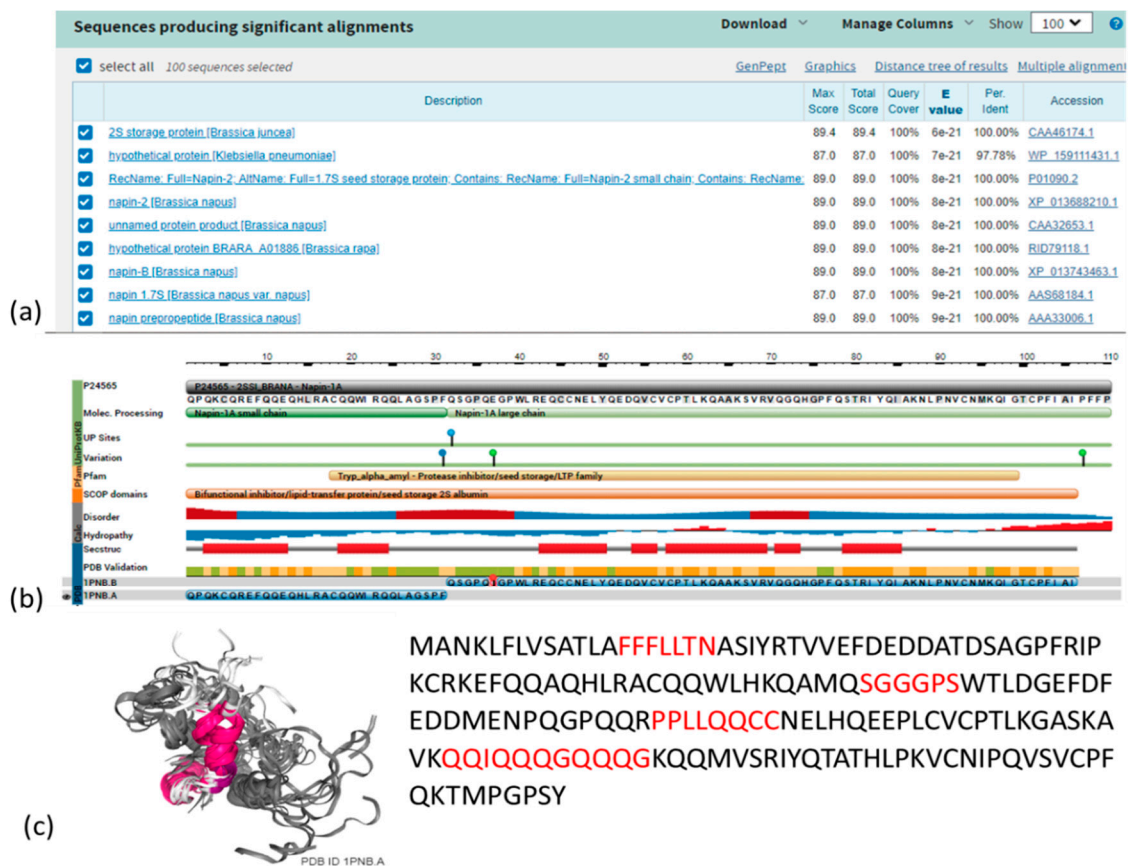 Sequences producing significant alignments Download Manage Columns Show 100
select all 100 sequences selected GenPept Graphics Distance tree of results Multiple alignment
Description Max Score Total Score Query Cover E value Per. Ident Accession
2S storage protein [Brassica juncea] 89.4 89.4 100% 6e-21 100.00% CAA46174.1
hypothetical protein [Klebsiella pneumoniae] 87.0 87.0 100% 7e-21 97.78% WP_159111431.1
RecName: Full=Napin-2; AltName: Full=1.7S seed storage protein; Contains: RecName: Full=Napin-2 small chain; Contains: RecName: 89.0 89.0 100% 8e-21 100.00% P01090.2
napin-2 [Brassica napus] 89.0 89.0 100% 8e-21 100.00% XP_013688210.1
unnamed protein product [Brassica napus] 89.0 89.0 100% 8e-21 100.00% CAA32653.1
hypothetical protein BRARA_A01886 [Brassica rapa] 89.0 89.0 100% 8e-21 100.00% RID79118.1
napin-B [Brassica napus] 89.0 89.0 100% 8e-21 100.00% XP_013743463.1
napin 1.7S [Brassica napus var. napus] 87.0 87.0 100% 9e-21 100.00% AAS68184.1
(a)
napin prepropeptide [Brassica napus] 89.0 89.0 100% 9e-21 100.00% AAA33006.1
10 20 30 40 50 60 70 80 90 100 110
P24565 P24565 - 2SSI_BRANA - Napin-1A
QPQKCQREFQQEQHLRACQQWIRQQLAGSPFQSGPQEGPWLREQCCNELYQEDQVCVCPTLKQAAKSVRVQGQHGPFQSTRIYQIAKNLPNVCNMKQIGTCPFIAIPFFP
Molec. Processing Napin-1A small chain Napin-1A large chain
UniProtKB
UP Sites
Variation
Pfam
Pfam Tryp_alpha_amyl - Protease inhibitor/seed storage/LTP family
SCOP domains Bifunctional inhibitor/lipid-transfer protein/seed storage 2S albumin
Calc
Disorder
Hydropathy
Secstruc
PDB Validation
PDB
1PNB.B
1PNB.A QPQKCQREFQQEQHLRACQQWIRQQLAGSPF
(b)
MANKLFLVSATLAFFFLLTNASIYRTVVEFDEDDATDSAGPFRIP
KCRKEFQQAQHLRACQQWLHKQAMQSGGGPSWTLDGEFDF
EDDMENPQGPQQRPPLLQQCCNELHQEEPLCVCPTLKGASKA
VKQQIQQQGQQQGKQQMVSRIYQTATHLPKVCNIPQVSVCPF
QKTMPGPSY
(c)
PDB ID 1PNB.A